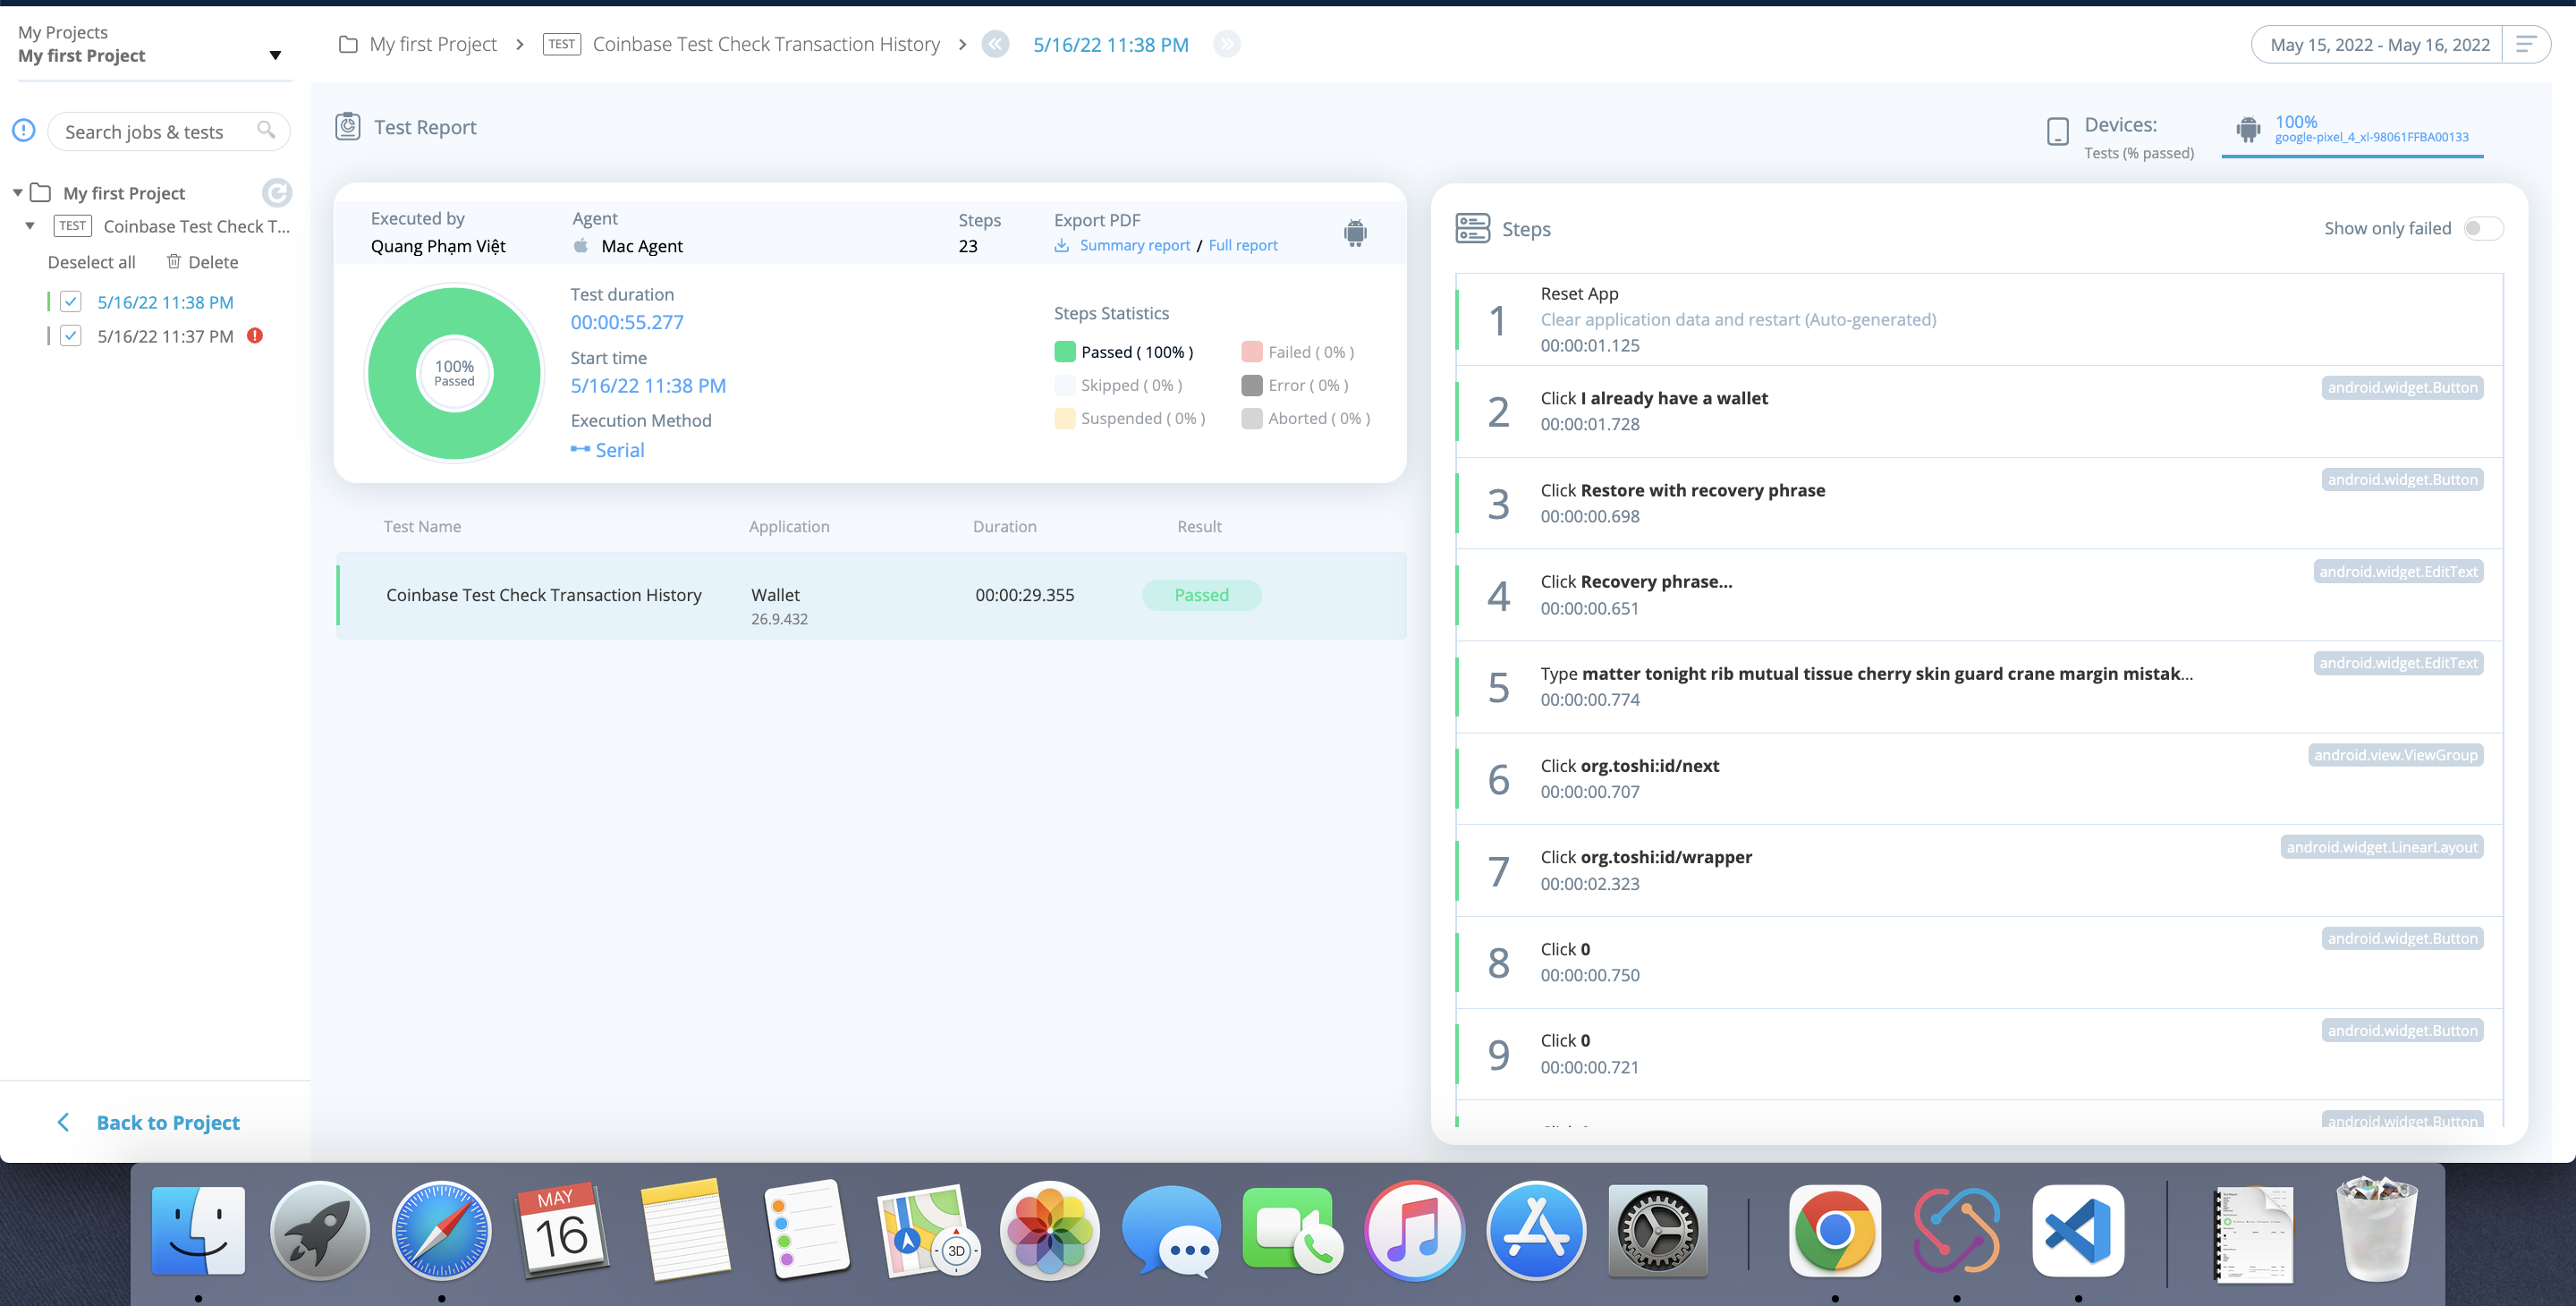 My Projects
My first Project
My first Project
TEST
Coinbase Test Check Transaction History
5/16/22 11:38 PM
May 15, 2022 - May 16, 2022
Search jobs & tests
My first Project
TEST
Coinbase Test Check T...
Deselect all
Delete
5/16/22 11:38 PM
5/16/22 11:37 PM
Back to Project
Test Report
Devices:
Tests (% passed)
100%
google-pixel_4_xl-98061FFBA00133
Executed by
Quang Phạm Việt
Agent
Mac Agent
Steps
23
Export PDF
Summary report / Full report
100%
Passed
Test duration
00:00:55.277
Start time
5/16/22 11:38 PM
Execution Method
Serial
Steps Statistics
Passed ( 100% )
Failed ( 0% )
Skipped ( 0% )
Error ( 0% )
Suspended ( 0% )
Aborted ( 0% )
Test Name
Application
Duration
Result
Coinbase Test Check Transaction History
Wallet
26.9.432
00:00:29.355
Passed
Steps
Show only failed
1
Reset App
Clear application data and restart (Auto-generated)
00:00:01.125
2
Click I already have a wallet
00:00:01.728
android.widget.Button
3
Click Restore with recovery phrase
00:00:00.698
android.widget.Button
4
Click Recovery phrase...
00:00:00.651
android.widget.EditText
5
Type matter tonight rib mutual tissue cherry skin guard crane margin mistak...
00:00:00.774
android.widget.EditText
6
Click org.toshi:id/next
00:00:00.707
android.view.ViewGroup
7
Click org.toshi:id/wrapper
00:00:02.323
android.widget.LinearLayout
8
Click 0
00:00:00.750
android.widget.Button
9
Click 0
00:00:00.721
android.widget.Button
android.widget.Button
MAY
16
3D